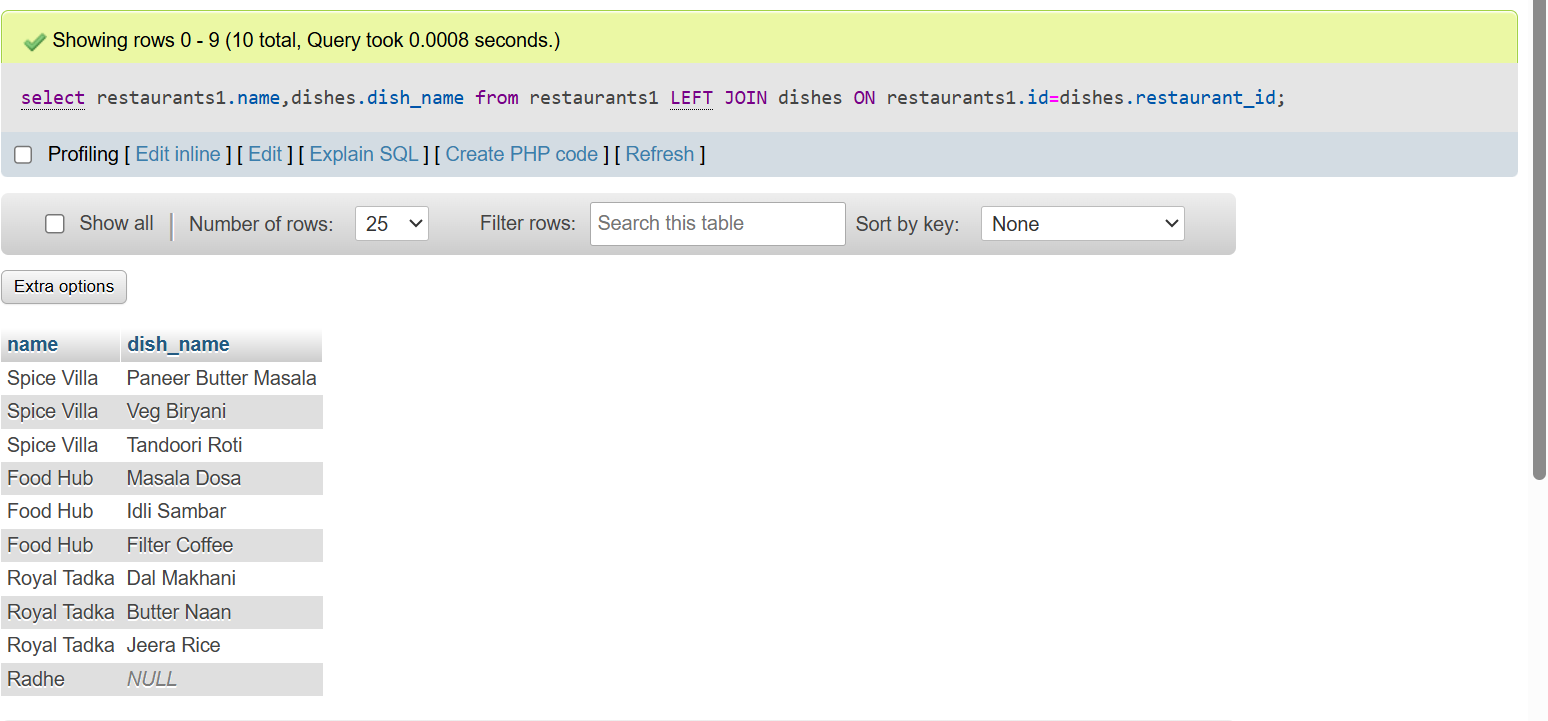 Showing rows 0 - 9 (10 total, Query took 0.0008 seconds.)
select restaurants1.name,dishes.dish_name from restaurants1 LEFT JOIN dishes ON restaurants1.id=dishes.restaurant_id;
Profiling [ Edit inline ] [ Edit ] [ Explain SQL ] [ Create PHP code ] [ Refresh ]
Show all | Number of rows: 25 Filter rows: Search this table Sort by key: None
Extra options
name dish_name
Spice Villa Paneer Butter Masala
Spice Villa Veg Biryani
Spice Villa Tandoori Roti
Food Hub Masala Dosa
Food Hub Idli Sambar
Food Hub Filter Coffee
Royal Tadka Dal Makhani
Royal Tadka Butter Naan
Royal Tadka Jeera Rice
Radhe NULL